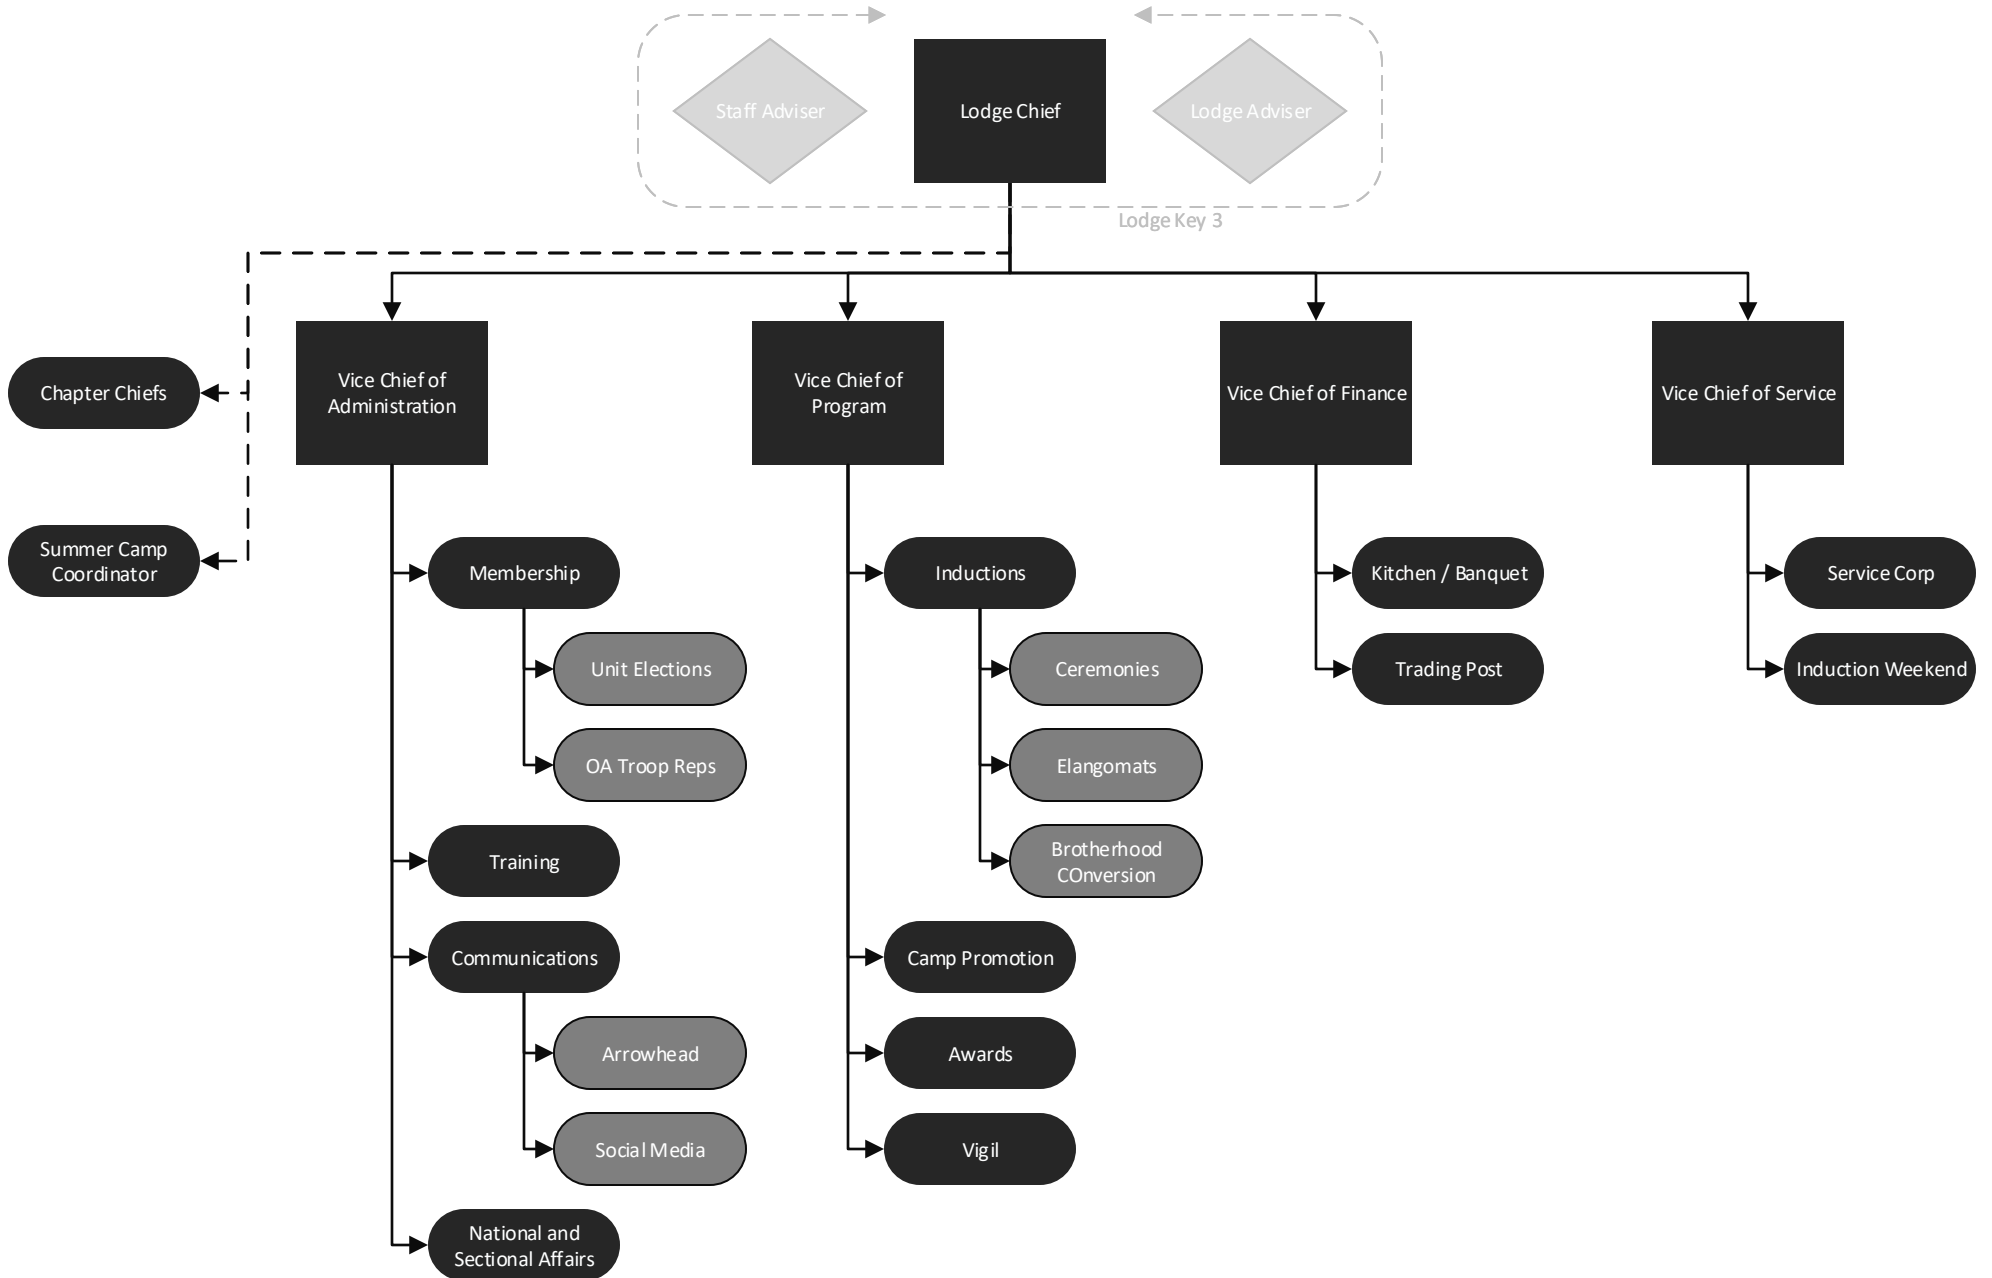 Staff Adviser
Lodge Chief
Lodge Adviser
Lodge Key 3
Chapter Chiefs
Summer Camp
Coordinator
Vice Chief of
Administration
Vice Chief of
Program
Vice Chief of Finance
Vice Chief of Service
Membership
Unit Elections
OA Troop Reps
Training
Communications
Arrowhead
Social Media
National and
Sectional Affairs
Inductions
Ceremonies
Elangomats
Brotherhood
COnversion
Camp Promotion
Awards
Vigil
Kitchen / Banquet
Trading Post
Service Corp
Induction Weekend